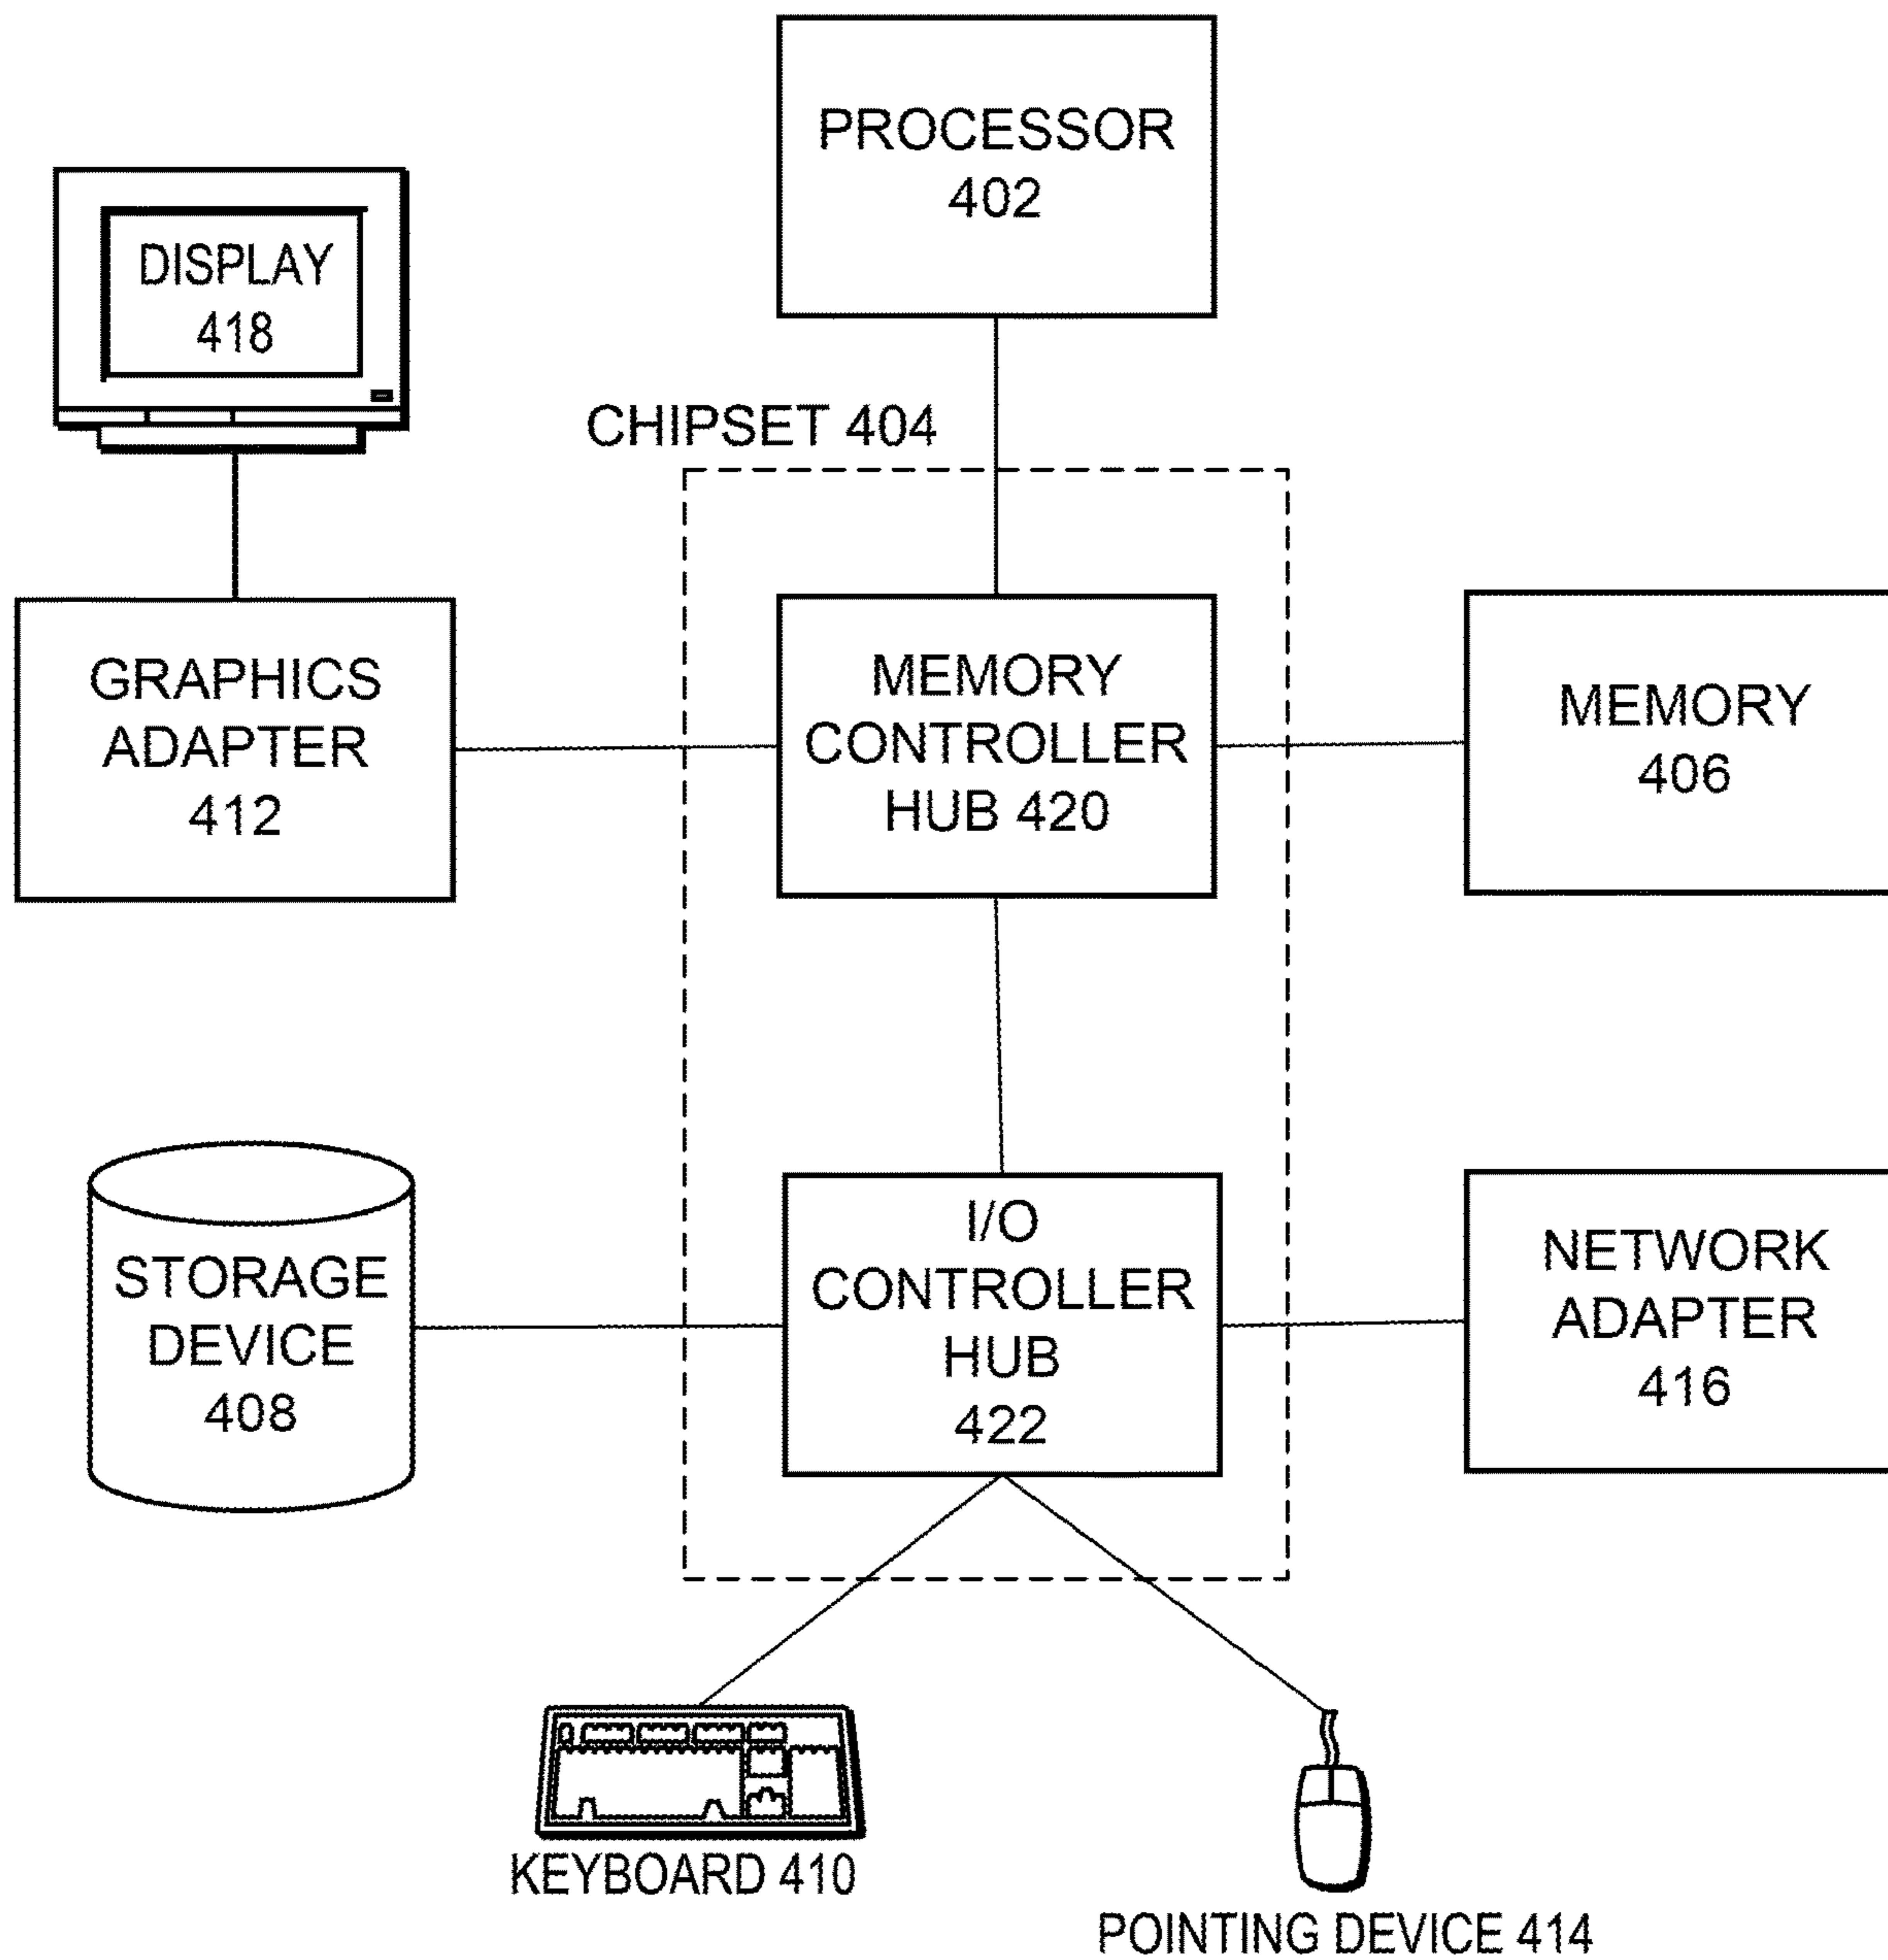 PROCESSOR
402
DISPLAY
418
CHIPSET 404
GRAPHICS
ADAPTER
412
MEMORY
CONTROLLER
HUB 420
MEMORY
406
STORAGE
DEVICE
408
I/O
CONTROLLER
HUB
422
NETWORK
ADAPTER
416
KEYBOARD 410
POINTING DEVICE 414